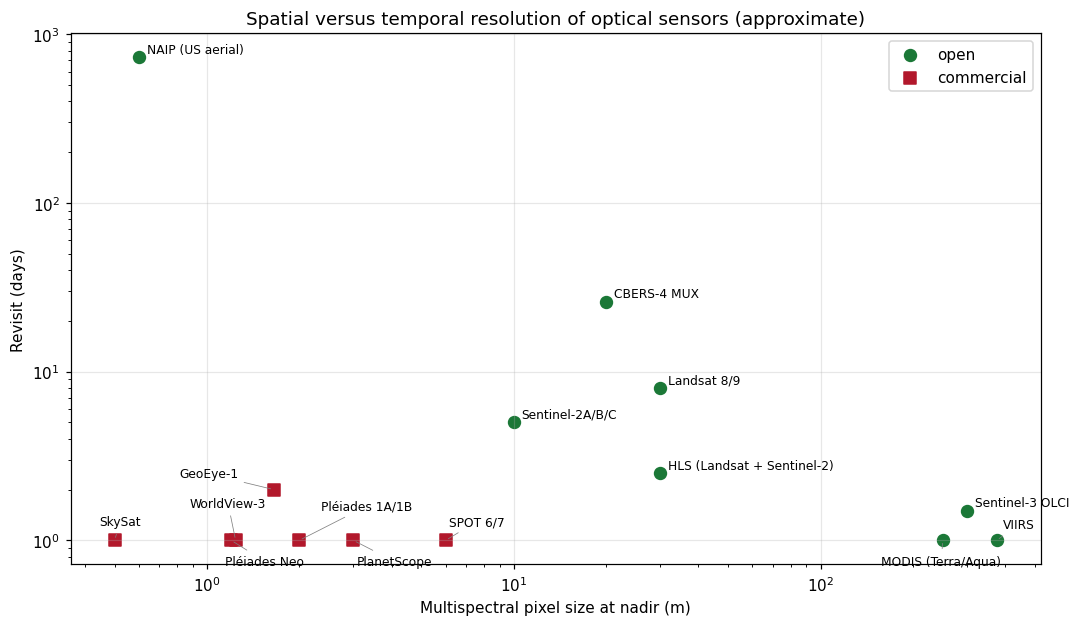 Spatial versus temporal resolution of optical sensors (approximate)
10³
NAIP (US aerial)
open
commercial
10²
CBERS-4 MUX
10¹
Landsat 8/9
Sentinel-2A/B/C
HLS (Landsat + Sentinel-2)
GeoEye-1
WorldView-3
Pléiades 1A/1B
Sentinel-3 OLCI
SkySat
SPOT 6/7
VIIRS
10⁰
Pléiades Neo
PlanetScope
MODIS (Terra/Aqua)
Revisit (days)
10⁰
10¹
10²
Multispectral pixel size at nadir (m)